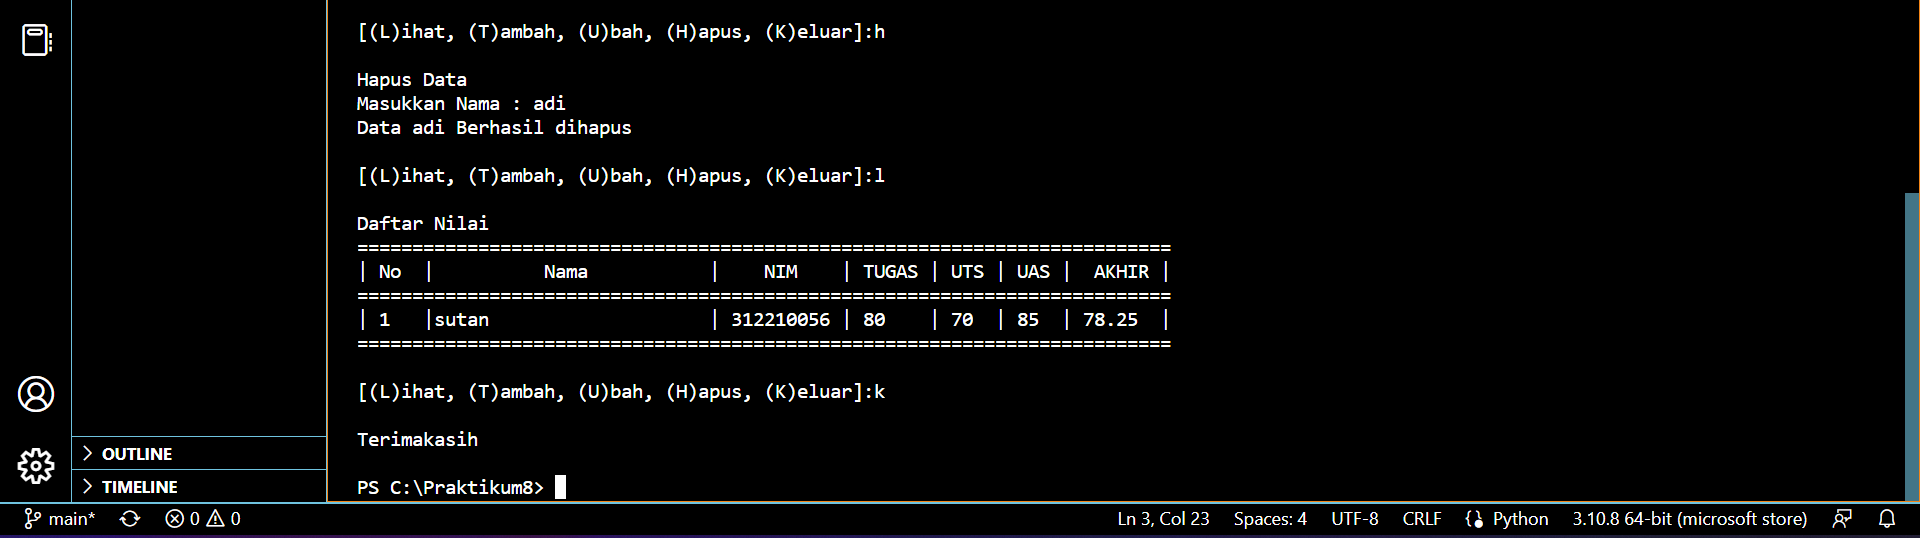 [(L)ihat, (T)ambah, (U)bah, (H)apus, (K)eluar]:h
Hapus Data
Masukkan Nama : adi
Data adi Berhasil dihapus
[(L)ihat, (T)ambah, (U)bah, (H)apus, (K)eluar]:l
Daftar Nilai
==========================================================================
| No  |          Nama           |    NIM    | TUGAS | UTS | UAS |  AKHIR |
==========================================================================
| 1   |sutan                    | 312210056 | 80    | 70  | 85  | 78.25  |
==========================================================================
[(L)ihat, (T)ambah, (U)bah, (H)apus, (K)eluar]:k
Terimakasih
PS C:\Praktikum8>
OUTLINE
TIMELINE
main* 0 0 Ln 3, Col 23 Spaces: 4 UTF-8 CRLF Python 3.10.8 64-bit (microsoft store)